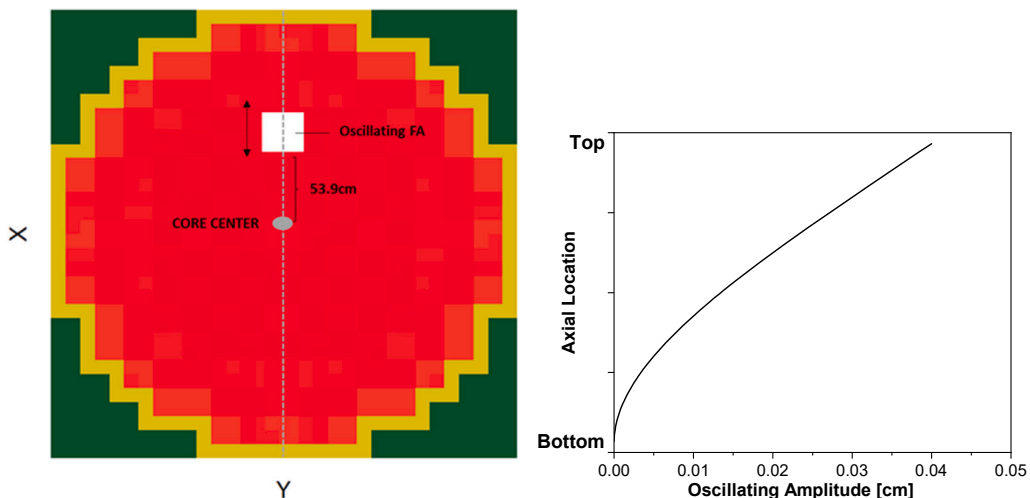 Oscillating FA
53.9cm
CORE CENTER
X
Y
Top
Axial Location
Bottom
0.00 0.01 0.02 0.03 0.04 0.05
Oscillating Amplitude [cm]